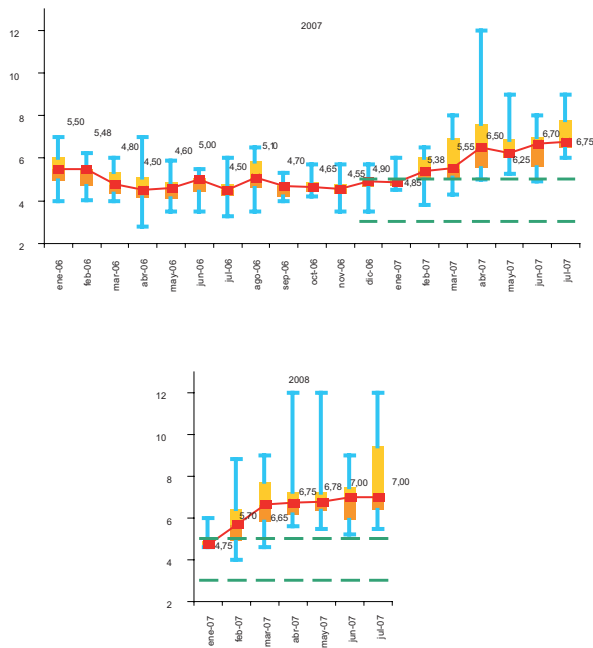 2007
12
10
8
6
4
2
5,50
5,48
4,80
4,50
4,60
5,00
4,50
5,10
4,70
4,65
4,55
4,90
4,85
5,38
5,55
6,50
6,25
6,70
6,75
ene-06
feb-06
mar-06
abr-06
may-06
jun-06
jul-06
ago-06
sep-06
oct-06
nov-06
dic-06
ene-07
feb-07
mar-07
abr-07
may-07
jun-07
jul-07
2008
12
10
8
6
4
2
4,75
5,70
6,65
6,75
6,78
7,00
7,00
ene-07
feb-07
mar-07
abr-07
may-07
jun-07
jul-07